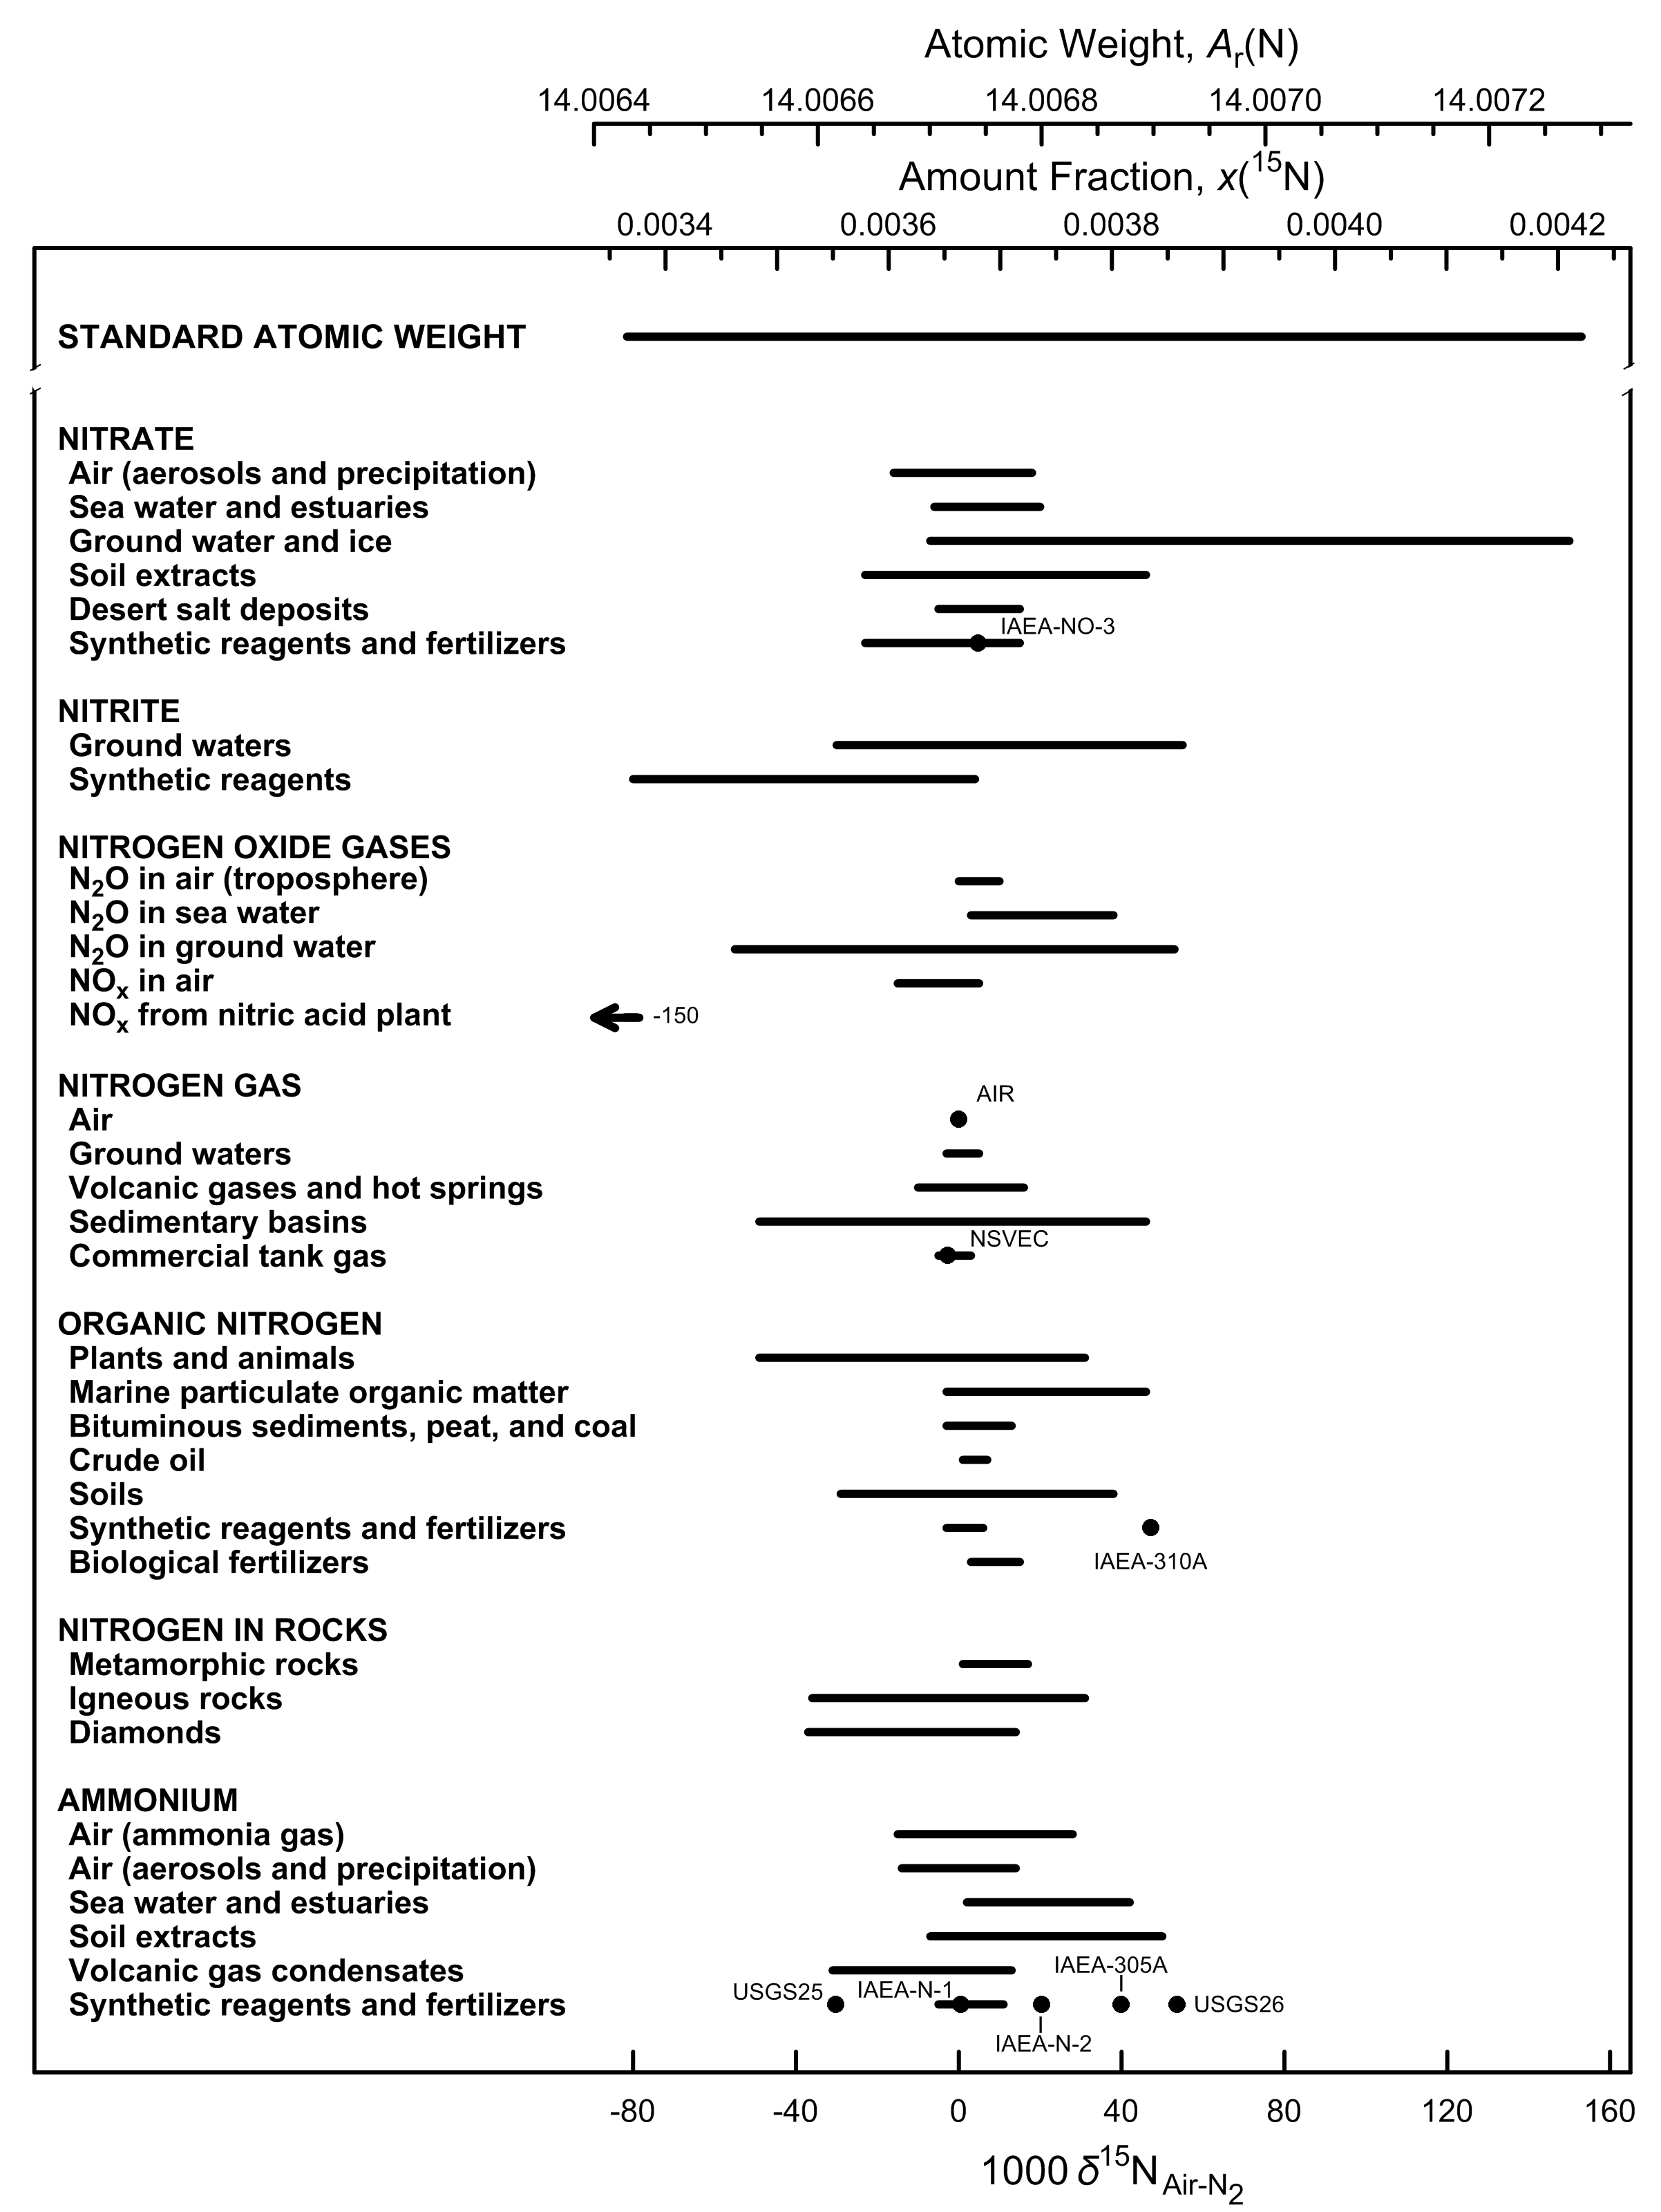 Atomic Weight, Ar(N)
14.0064 14.0066 14.0068 14.0070 14.0072
Amount Fraction, x(15N)
0.0034 0.0036 0.0038 0.0040 0.0042
STANDARD ATOMIC WEIGHT
NITRATE
Air (aerosols and precipitation)
Sea water and estuaries
Ground water and ice
Soil extracts
Desert salt deposits
IAEA-NO-3
Synthetic reagents and fertilizers
NITRITE
Ground waters
Synthetic reagents
NITROGEN OXIDE GASES
N2O in air (troposphere)
N2O in sea water
N2O in ground water
NOx in air
NOx from nitric acid plant -150
NITROGEN GAS
AIR
Air
Ground waters
Volcanic gases and hot springs
Sedimentary basins
NSVEC
Commercial tank gas
ORGANIC NITROGEN
Plants and animals
Marine particulate organic matter
Bituminous sediments, peat, and coal
Crude oil
Soils
Synthetic reagents and fertilizers
Biological fertilizers IAEA-310A
NITROGEN IN ROCKS
Metamorphic rocks
Igneous rocks
Diamonds
AMMONIUM
Air (ammonia gas)
Air (aerosols and precipitation)
Sea water and estuaries
Soil extracts
Volcanic gas condensates IAEA-305A
USGS25 IAEA-N-1
Synthetic reagents and fertilizers USGS26
IAEA-N-2
-80 -40 0 40 80 120 160
1000 δ15N Air-N2